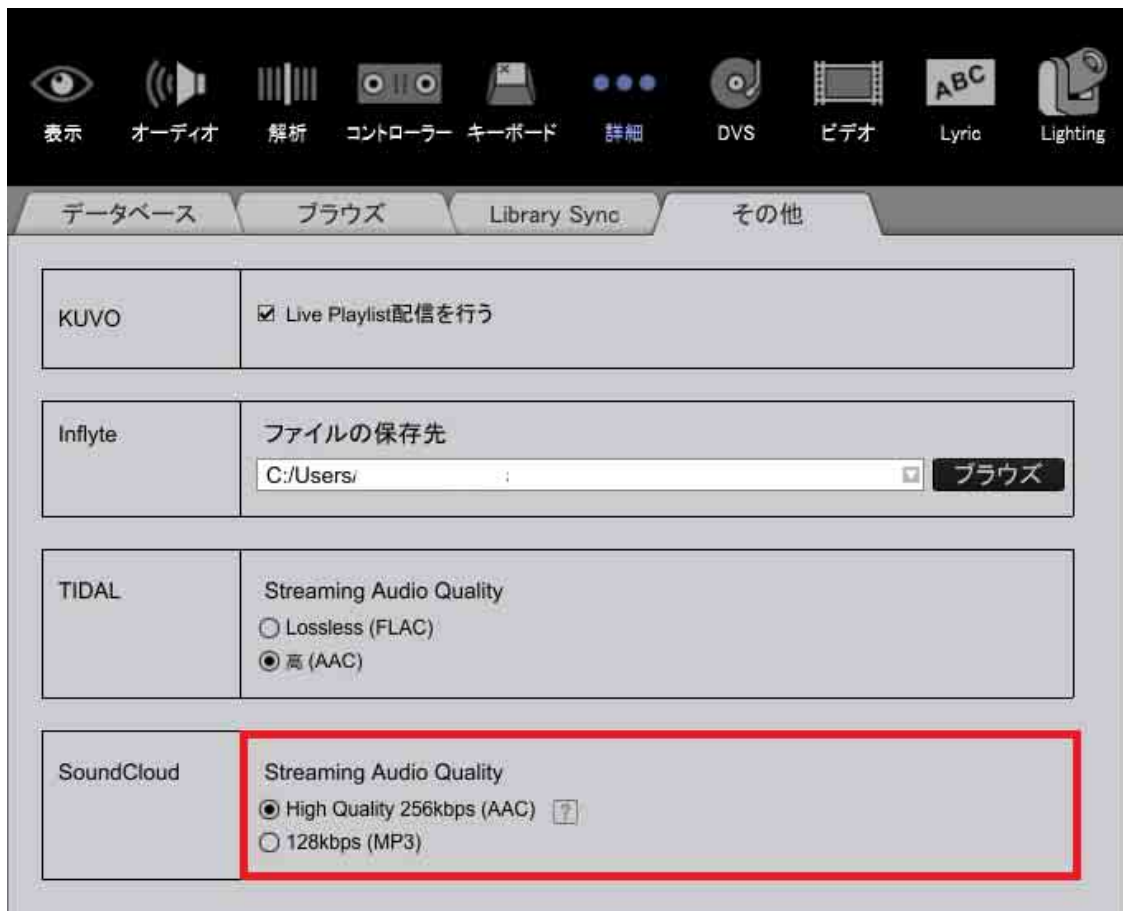 表示 オーディオ 解析 コントローラー キーボード 詳細 DVS ビデオ ABC Lyric Lighting
データベース ブラウズ Library Sync その他
KUVO
Live Playlist配信を行う
Inflyte
ファイルの保存先
C:/Users/
ブラウズ
TIDAL
Streaming Audio Quality
Lossless (FLAC)
高 (AAC)
SoundCloud
Streaming Audio Quality
High Quality 256kbps (AAC) ?
128kbps (MP3)